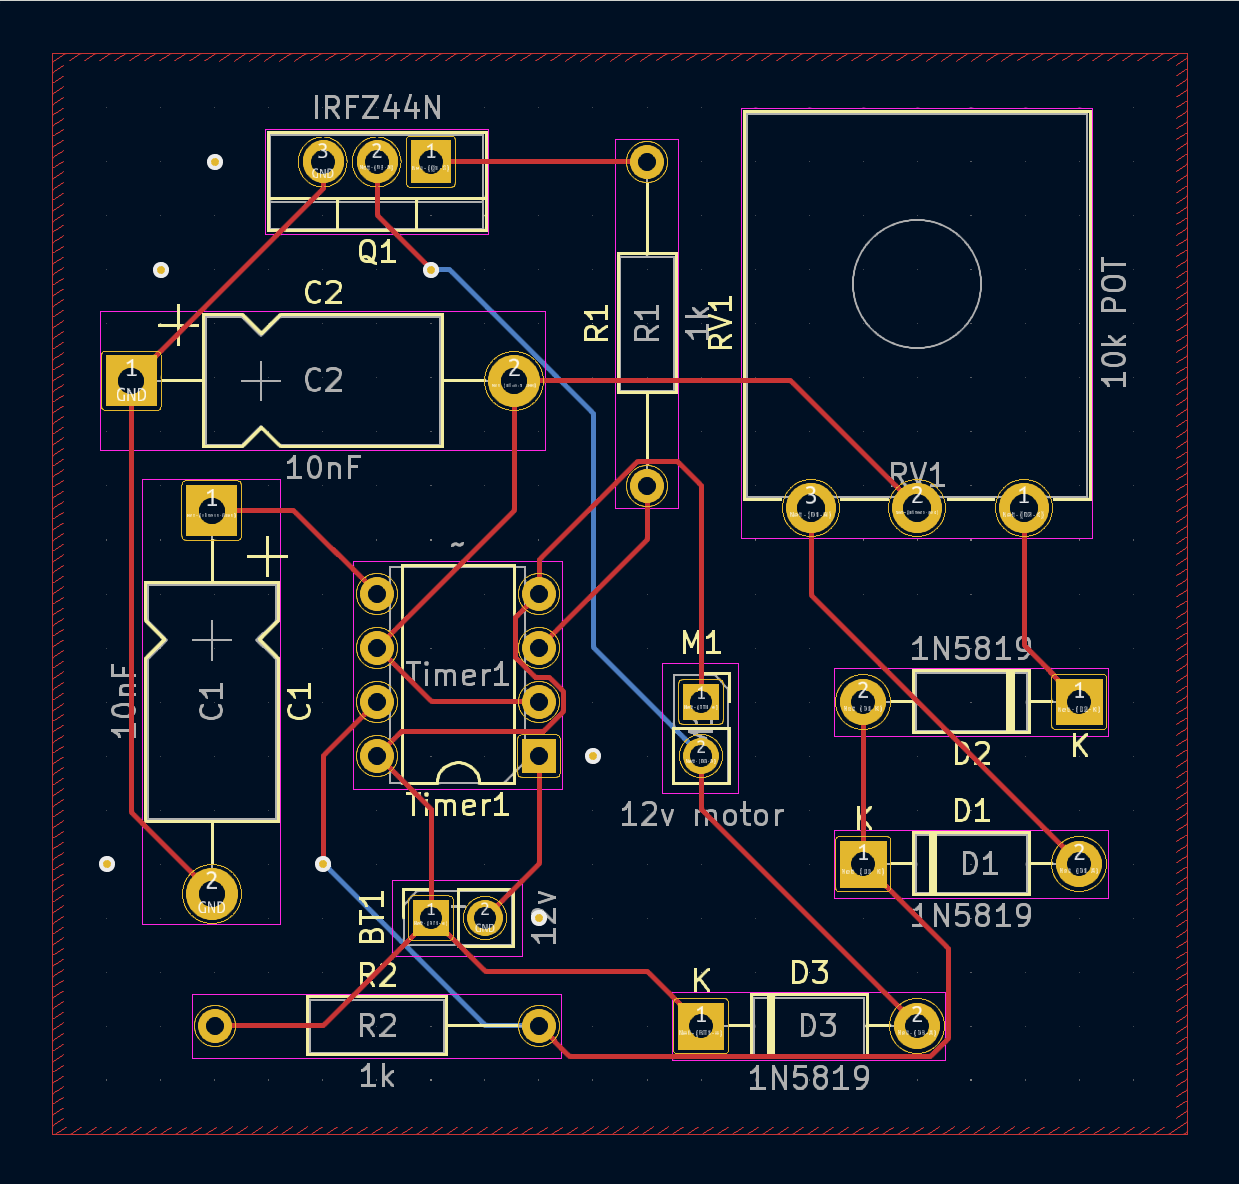 IRFZ44N
3
GND
2
1
Q1
C2
1
GND
C2
2
10nF
R1
R1
1k
RV1
10k POT
RV1
3
2
1
1
10nF
C1
C1
2
GND
~
Timer1
Timer1
M1
1
2
12v motor
1N5819
2
1
D2
K
K
D1
1
D1
2
1N5819
BT1
1
2
GND
12v
R2
R2
1k
K
D3
1
D3
2
1N5819